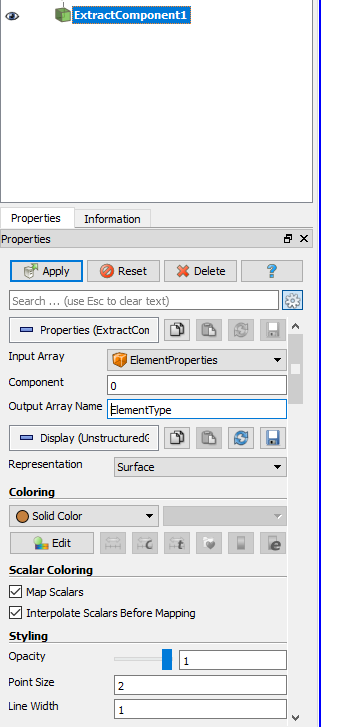 ExtractComponent1
Properties Information
Properties
Apply Reset Delete ?
Search ... (use Esc to clear text)
Properties (ExtractCom
Input Array ElementProperties
Component 0
Output Array Name ElementType
Display (UnstructuredG
Representation Surface
Coloring
Solid Color
Edit c t e
Scalar Coloring
Map Scalars
Interpolate Scalars Before Mapping
Styling
Opacity 1
Point Size 2
Line Width 1